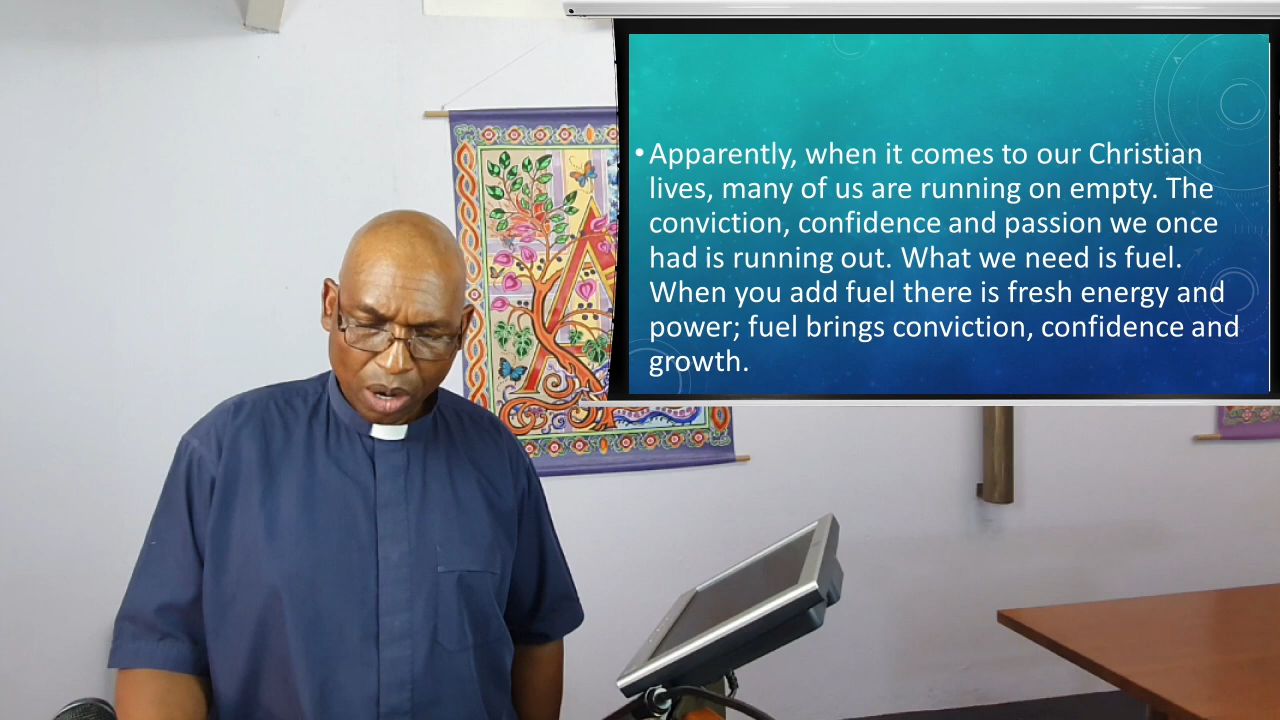 • Apparently, when it comes to our Christian
lives, many of us are running on empty. The
conviction, confidence and passion we once
had is running out. What we need is fuel.
When you add fuel there is fresh energy and
power; fuel brings conviction, confidence and
growth.